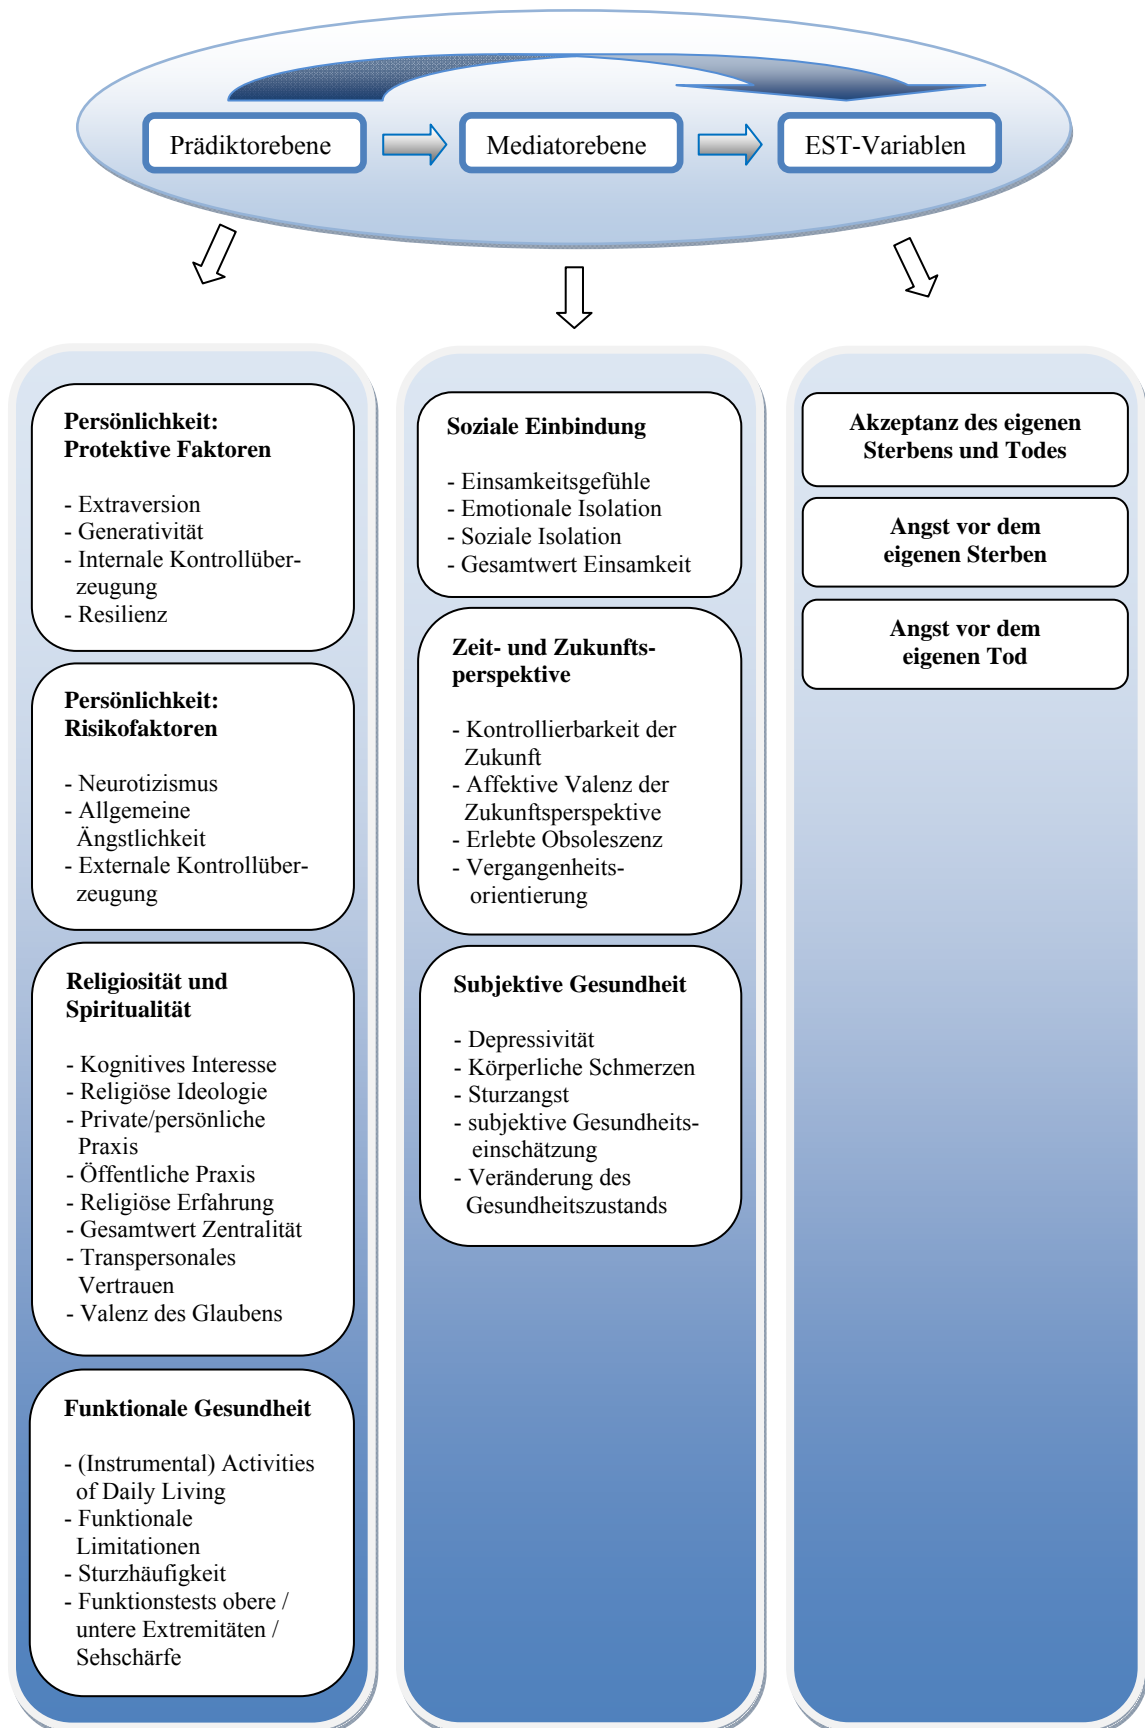 Prädiktorebene
Mediatorebene
EST-Variablen
Persönlichkeit:
Protektive Faktoren
- Extraversion
- Generativität
- Internale Kontrollüber-
zeugung
- Resilienz
Persönlichkeit:
Risikofaktoren
- Neurotizismus
- Allgemeine
Ängstlichkeit
- Externale Kontrollüber-
zeugung
Religiosität und
Spiritualität
- Kognitives Interesse
- Religiöse Ideologie
- Private/persönliche
Praxis
- Öffentliche Praxis
- Religiöse Erfahrung
- Gesamtwert Zentralität
- Transpersonales
Vertrauen
- Valenz des Glaubens
Funktionale Gesundheit
- (Instrumental) Activities
of Daily Living
- Funktionale
Limitationen
- Sturzhäufigkeit
- Funktionstests obere /
untere Extremitäten /
Sehschärfe
Soziale Einbindung
- Einsamkeitsgefühle
- Emotionale Isolation
- Soziale Isolation
- Gesamtwert Einsamkeit
Zeit- und Zukunfts-
perspektive
- Kontrollierbarkeit der
Zukunft
- Affektive Valenz der
Zukunftsperspektive
- Erlebte Obsoleszenz
- Vergangenheits-
orientierung
Subjektive Gesundheit
- Depressivität
- Körperliche Schmerzen
- Sturzangst
- subjektive Gesundheits-
einschätzung
- Veränderung des
Gesundheitszustands
Akzeptanz des eigenen
Sterbens und Todes
Angst vor dem
eigenen Sterben
Angst vor dem
eigenen Tod